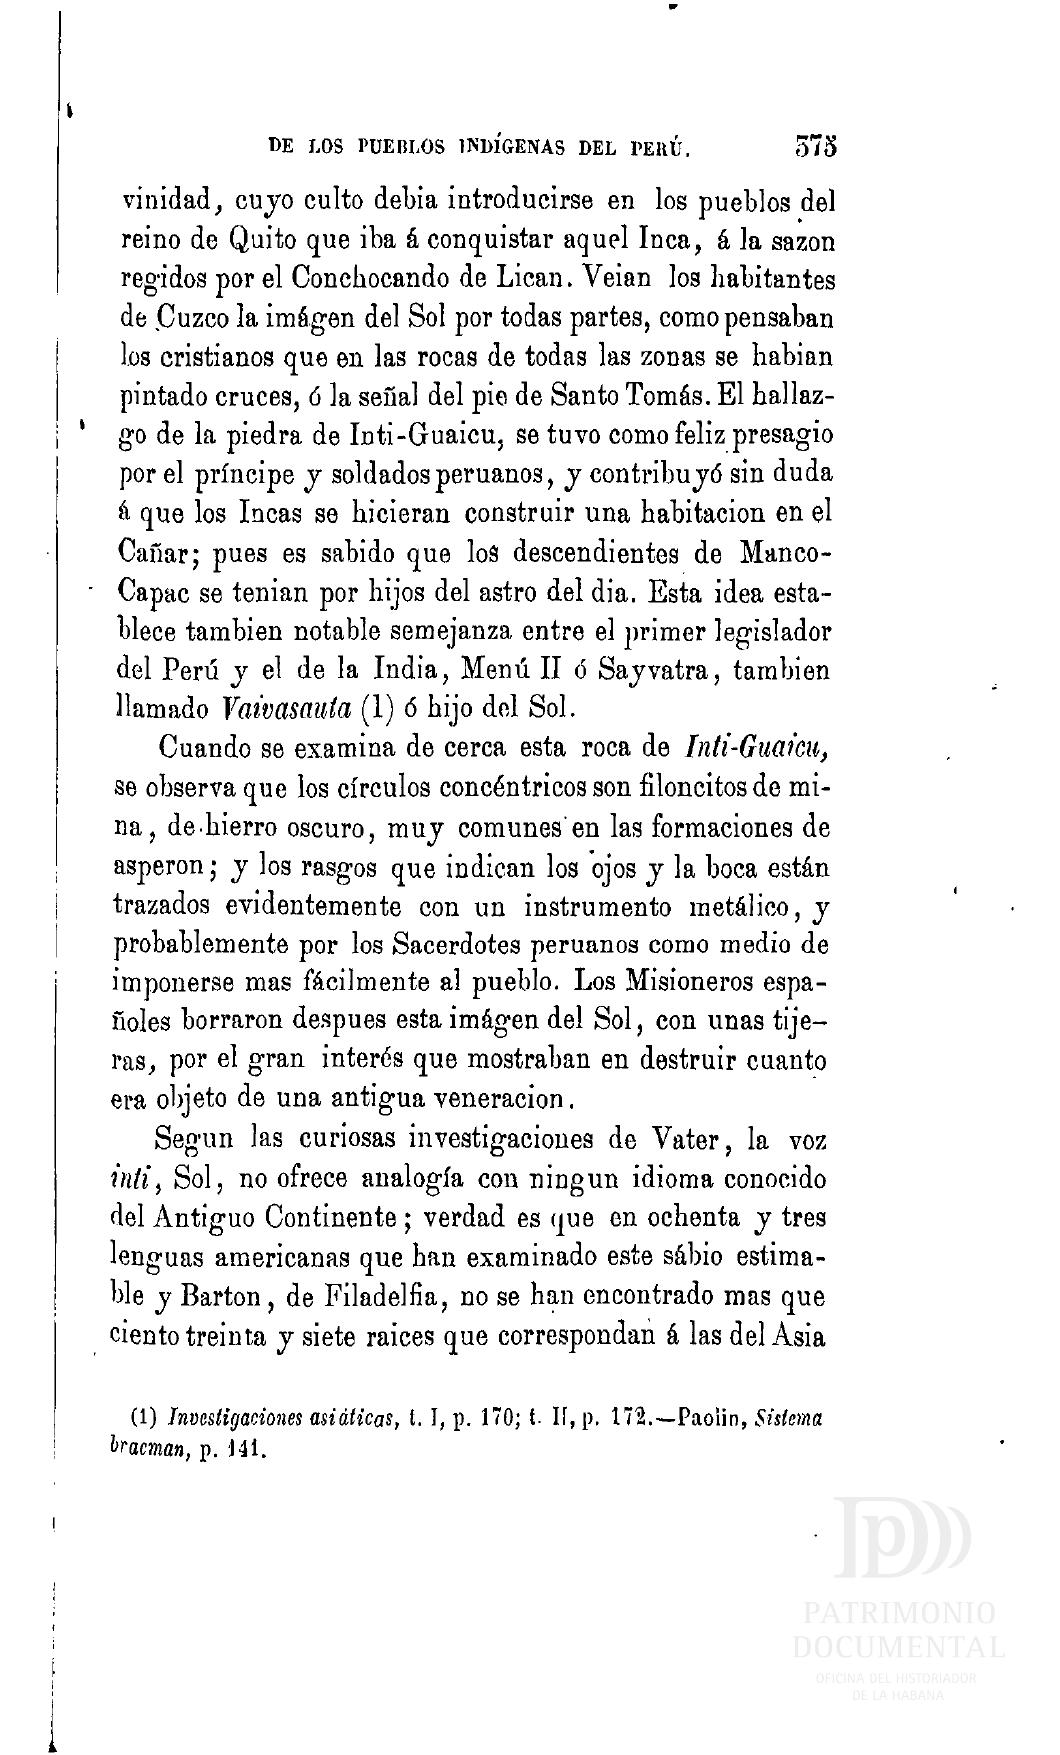 DE LOS PUEBLOS INDÍGENAS DEL PERÚ. 375
vinidad, cuyo culto debia introducirse en los pueblos del
reino de Quito que iba á conquistar aquel Inca, á la sazon
regidos por el Conchocando de Lican. Veian los habitantes
de Cuzco la imágen del Sol por todas partes, como pensaban
los cristianos que en las rocas de todas las zonas se habian
pintado cruces, ó la señal del pie de Santo Tomás. El hallaz-
go de la piedra de Inti-Guaicu, se tuvo como feliz presagio
por el príncipe y soldados peruanos, y contribuyó sin duda
á que los Incas se hicieran construir una habitacion en el
Cañar; pues es sabido que los descendientes de Manco-
Capac se tenian por hijos del astro del dia. Esta idea esta-
blece tambien notable semejanza entre el primer legislador
del Perú y el de la India, Menú II ó Sayvatra, tambien
llamado Vaivasauta (1) ó hijo del Sol.
Cuando se examina de cerca esta roca de Inti-Guaicu,
se observa que los círculos concéntricos son filoncitos de mi-
na, de hierro oscuro, muy comunes en las formaciones de
asperon; y los rasgos que indican los ojos y la boca están
trazados evidentemente con un instrumento metálico, y
probablemente por los Sacerdotes peruanos como medio de
imponerse mas fácilmente al pueblo. Los Misioneros espa-
ñoles borraron despues esta imágen del Sol, con unas tije-
ras, por el gran interés que mostraban en destruir cuanto
era objeto de una antigua veneracion.
Segun las curiosas investigaciones de Vater, la voz
inti, Sol, no ofrece analogía con ningun idioma conocido
del Antiguo Continente; verdad es que en ochenta y tres
lenguas americanas que han examinado este sábio estima-
ble y Barton, de Filadelfia, no se han encontrado mas que
ciento treinta y siete raices que correspondan á las del Asia
(1) Investigaciones asiáticas, t. I, p. 170; t. II, p. 172.—Paolin, Sistema
bracman, p. 141.
PATRIMONIO
DOCUMENTAL
OFICINA DEL HISTORIADOR
DE LA HABANA